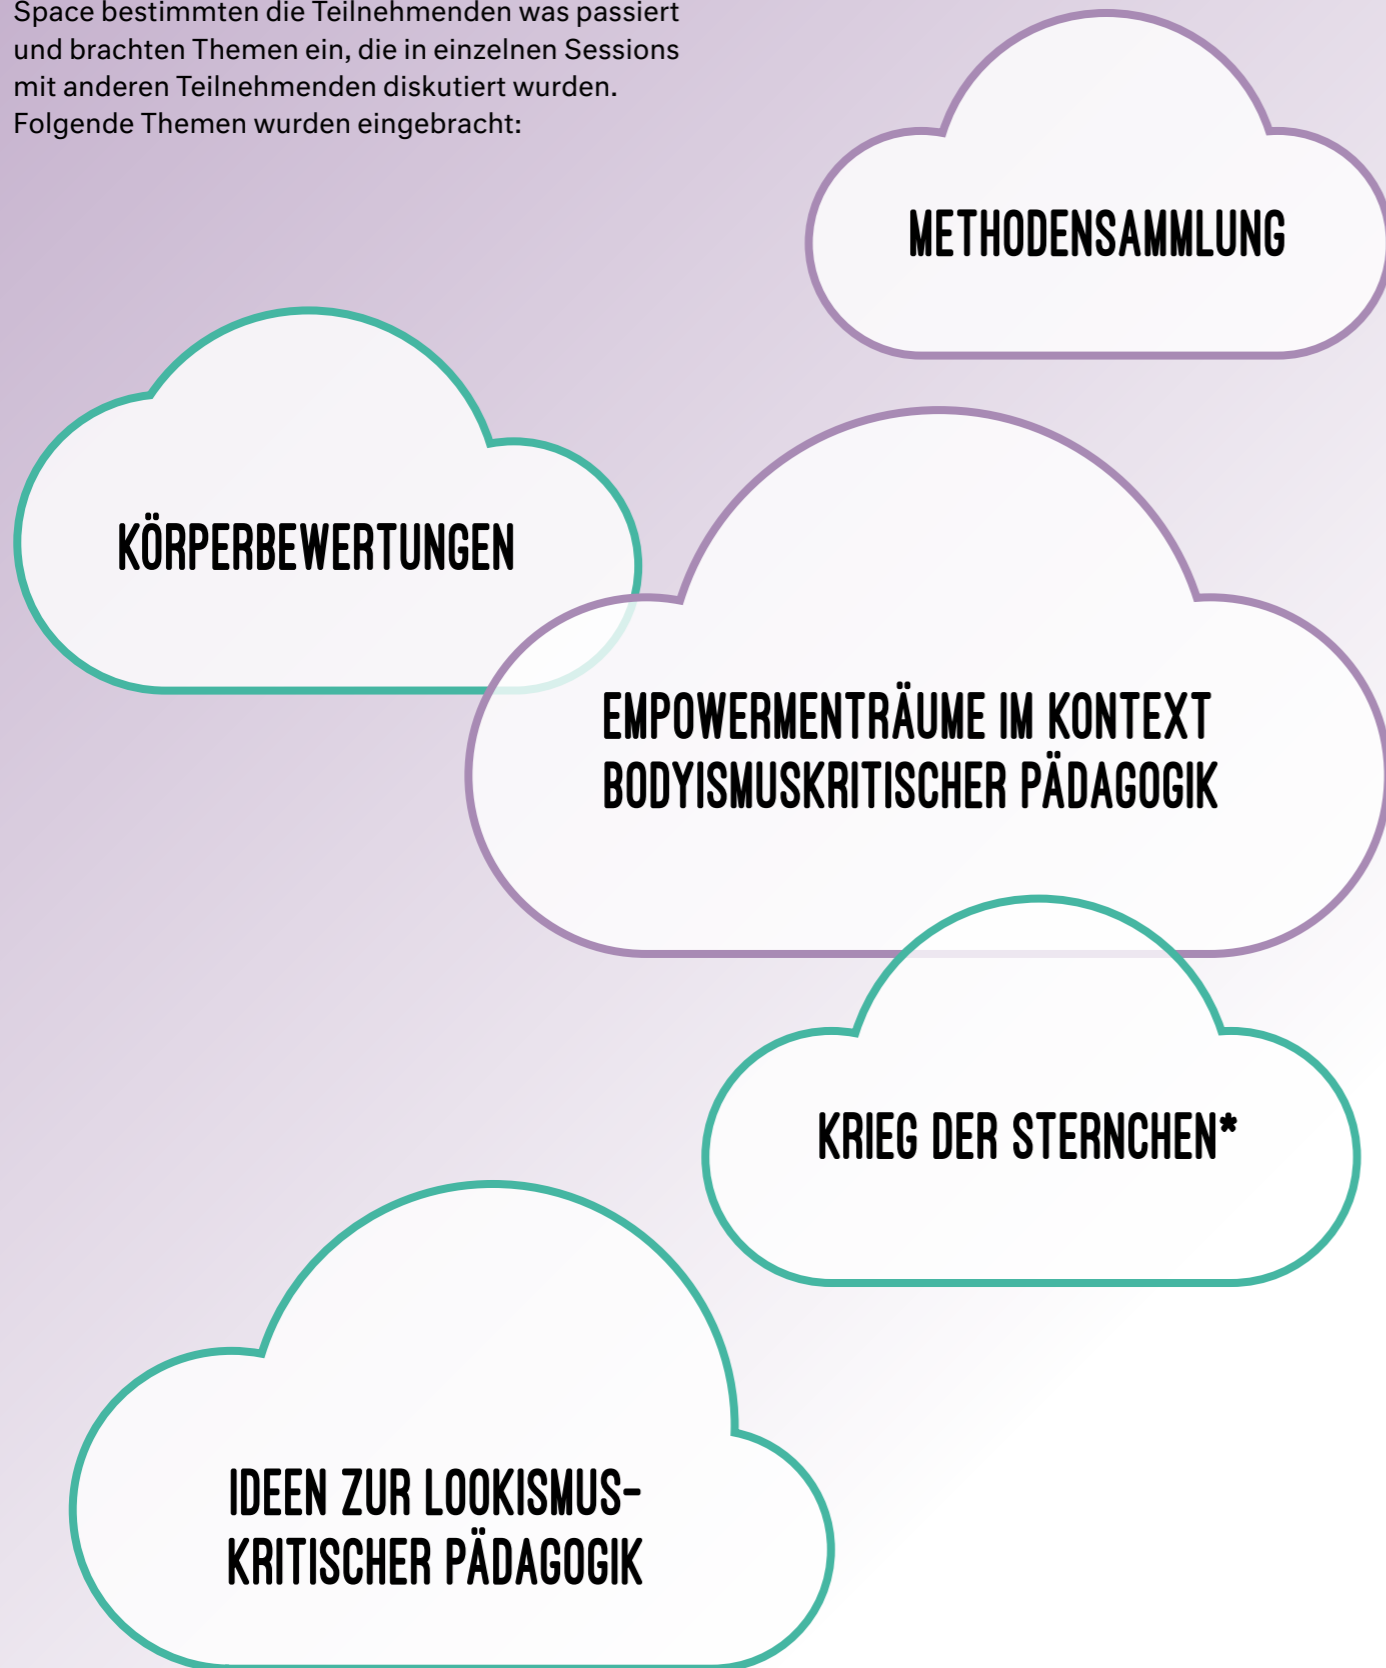 Space bestimmten die Teilnehmenden was passiert
und brachten Themen ein, die in einzelnen Sessions
mit anderen Teilnehmenden diskutiert wurden.
Folgende Themen wurden eingebracht:
METHODENSAMMLUNG
KÖRPERBEWERTUNGEN
EMPOWERMENTRÄUME IM KONTEXT
BODYISMUSKRITISCHER PÄDAGOGIK
KRIEG DER STERNCHEN*
IDEEN ZUR LOOKISMUS-
KRITISCHER PÄDAGOGIK